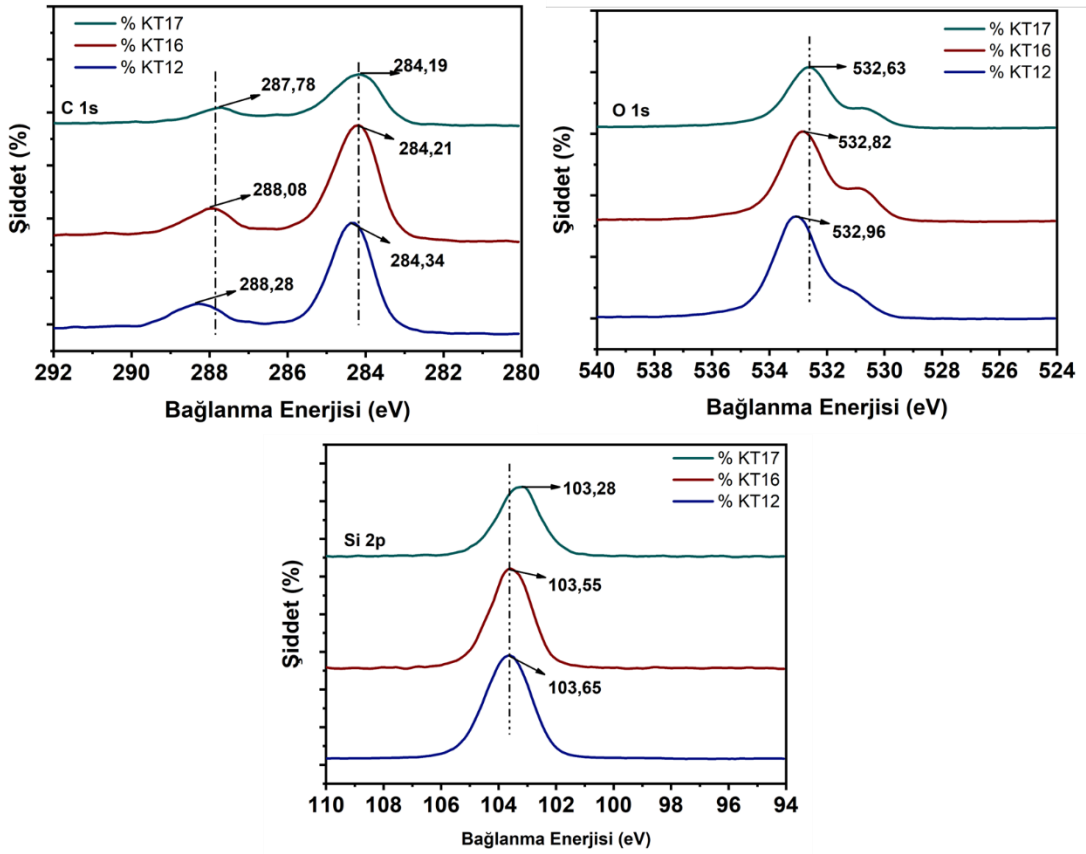 % KT17
% KT16
% KT12
C 1s
287,78
284,19
288,08
284,21
288,28
284,34
Şiddet (%)
292 290 288 286 284 282 280
Bağlanma Enerjisi (eV)
% KT17
% KT16
% KT12
O 1s
532,63
532,82
532,96
Şiddet (%)
540 538 536 534 533 530 528 526 524
Bağlanma Enerjisi (eV)
% KT17
% KT16
% KT12
Si 2p
103,28
103,55
103,65
Şiddet (%)
110 108 106 104 102 100 98 96 94
Bağlanma Enerjisi (eV)